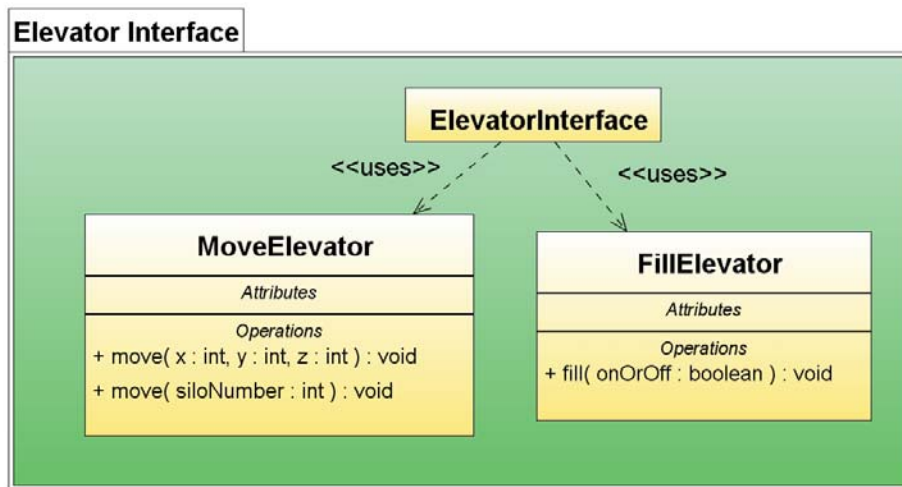 Elevator Interface
ElevatorInterface
<<uses>>
<<uses>>
MoveElevator
Attributes
Operations
+ move( x : int, y : int, z : int ) : void
+ move( siloNumber : int ) : void
FillElevator
Attributes
Operations
+ fill( onOrOff : boolean ) : void